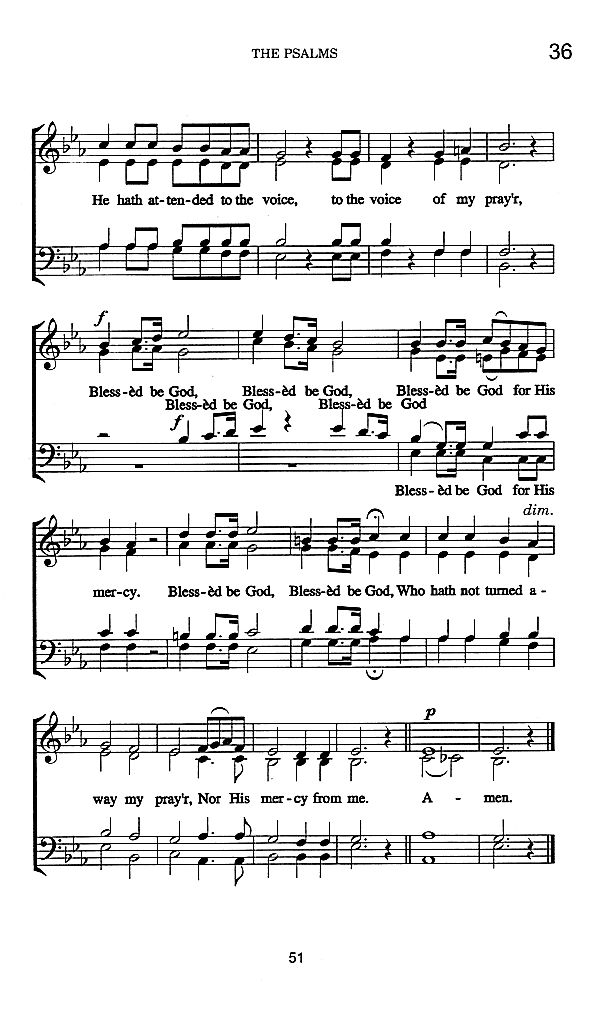 THE PSALMS 36
He hath at-ten-ded to the voice, to the voice of my pray'r,
f
Bless-èd be God, Bless-èd be God, Bless-èd be God for His
Bless-èd be God, Bless-èd be God
f
Bless-èd be God for His
dim.
mer-cy. Bless-èd be God, Bless-èd be God, Who hath not turned a-
p
way my pray'r, Nor His mer-cy from me. A - men.
51